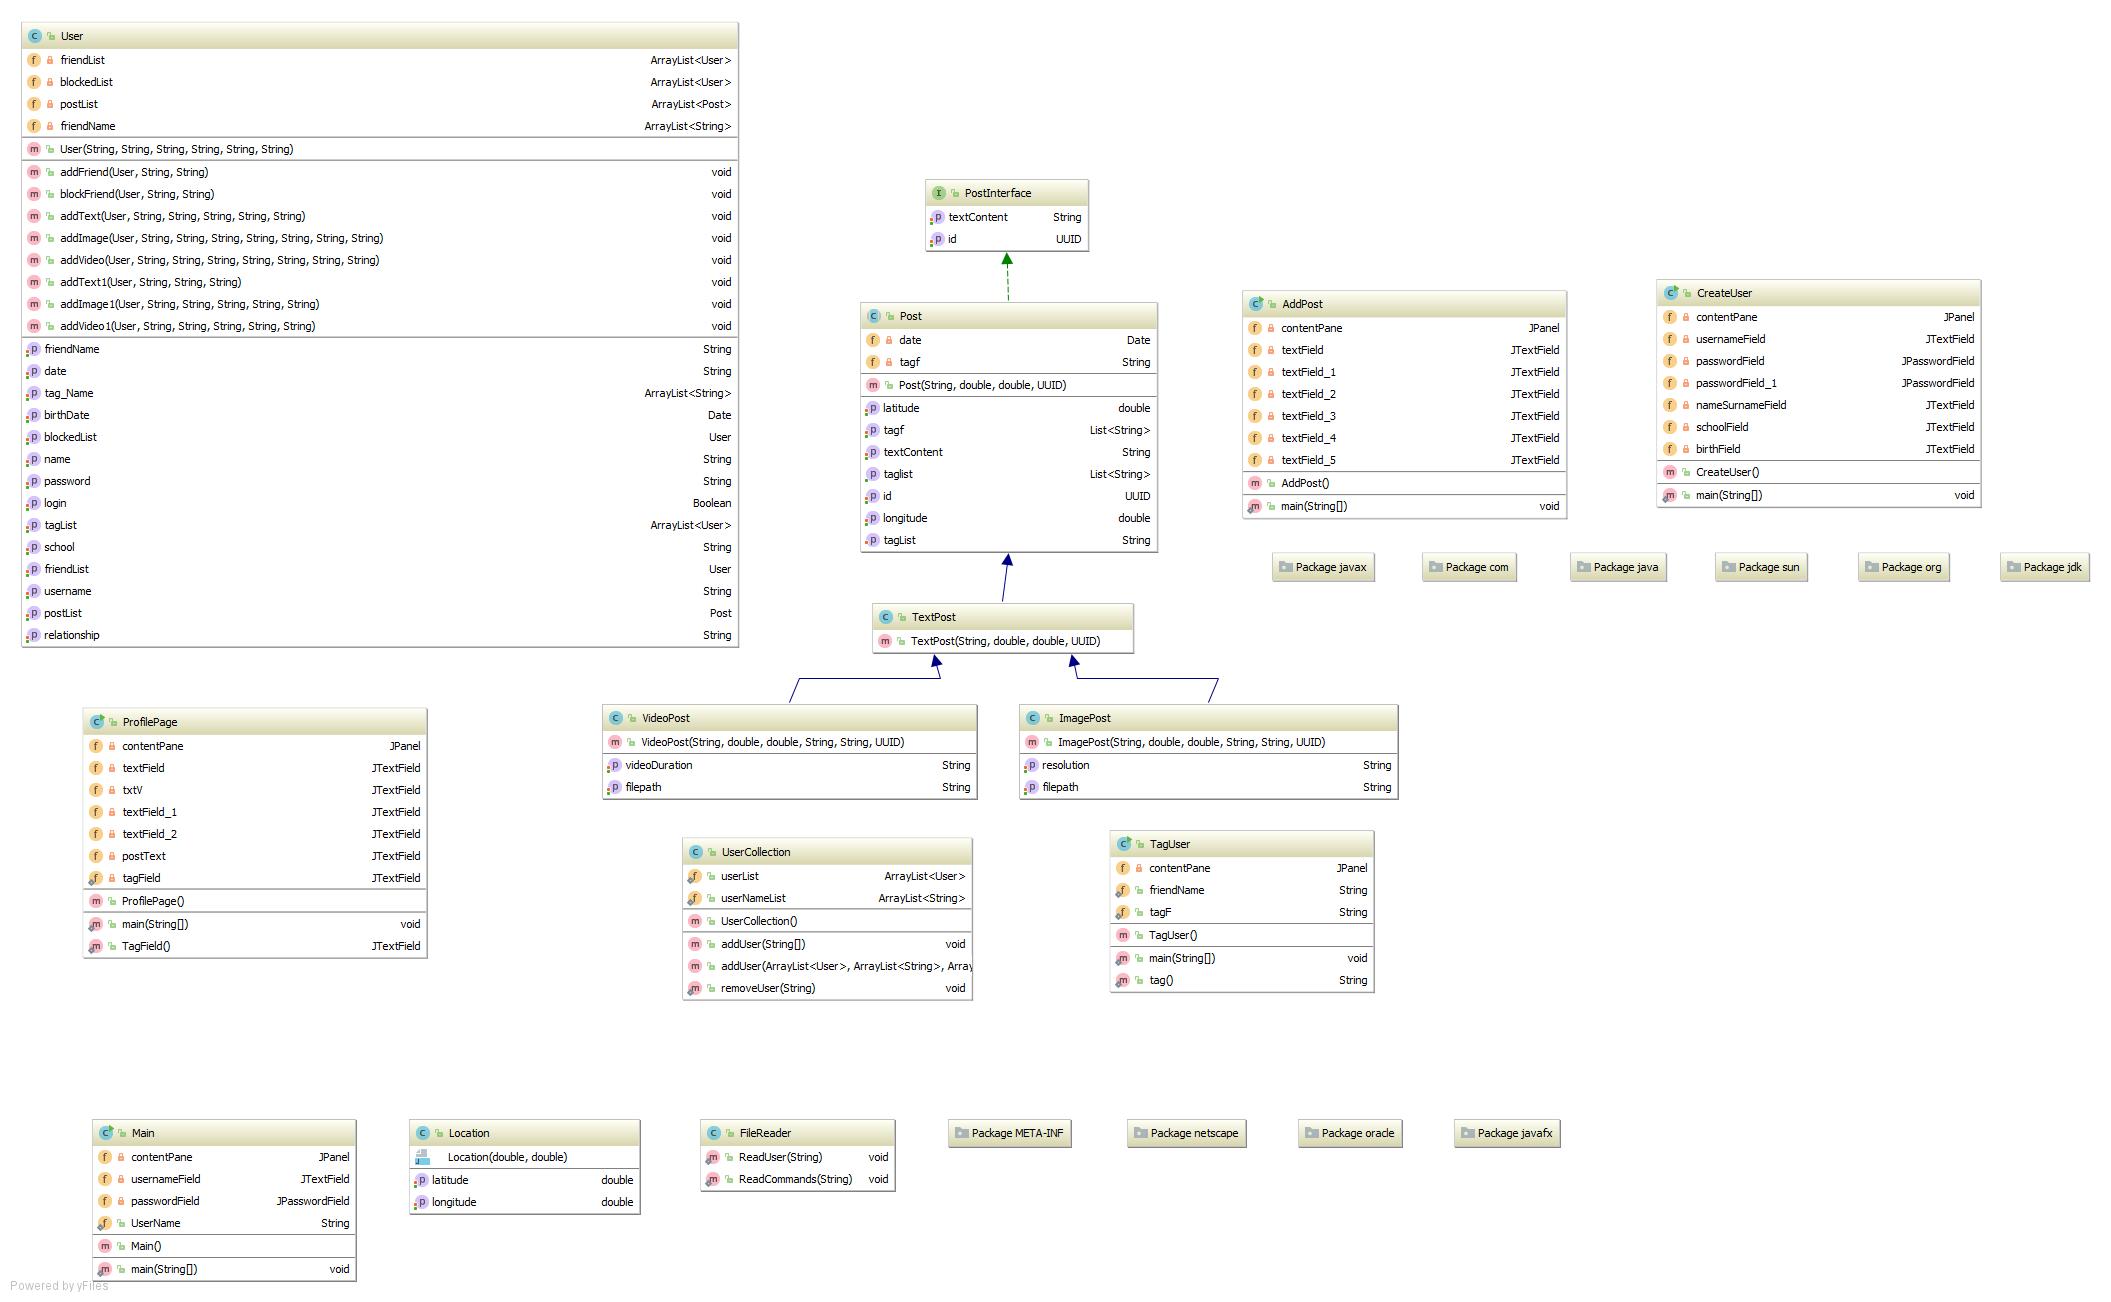 User
friendList ArrayList<User>
blockedList ArrayList<User>
postList ArrayList<Post>
friendName ArrayList<String>
User(String, String, String, String, String, String)
addFriend(User, String, String) void
blockFriend(User, String, String) void
addText(User, String, String, String, String, String) void
addImage(User, String, String, String, String, String, String, String) void
addVideo(User, String, String, String, String, String, String, String) void
addText1(User, String, String, String) void
addImage1(User, String, String, String, String, String) void
addVideo1(User, String, String, String, String, String) void
friendName String
date String
tag_Name ArrayList<String>
birthDate Date
blockedList User
name String
password String
login Boolean
tagList ArrayList<User>
school String
friendList User
username String
postList Post
relationship String
PostInterface
textContent String
id UUID
Post
date Date
tagf String
Post(String, double, double, UUID)
latitude double
tagf List<String>
textContent String
taglist List<String>
id UUID
longitude double
tagList String
AddPost
contentPane JPanel
textField JTextField
textField_1 JTextField
textField_2 JTextField
textField_3 JTextField
textField_4 JTextField
textField_5 JTextField
AddPost()
main(String[]) void
CreateUser
contentPane JPanel
usernameField JTextField
passwordField JPasswordField
passwordField_1 JPasswordField
nameSurnameField JTextField
schoolField JTextField
birthField JTextField
CreateUser()
main(String[]) void
Package javax
Package com
Package java
Package sun
Package org
Package jdk
TextPost
TextPost(String, double, double, UUID)
VideoPost
VideoPost(String, double, double, String, String, UUID)
videoDuration String
filepath String
ImagePost
ImagePost(String, double, double, String, String, UUID)
resolution String
filepath String
ProfilePage
contentPane JPanel
textField JTextField
txtV JTextField
textField_1 JTextField
textField_2 JTextField
postText JTextField
tagField JTextField
ProfilePage()
main(String[]) void
TagField() JTextField
UserCollection
userList ArrayList<User>
userNameList ArrayList<String>
UserCollection()
addUser(String[]) void
addUser(ArrayList<User>, ArrayList<String>, Array
removeUser(String) void
TagUser
contentPane JPanel
friendName String
tagF String
TagUser()
main(String[]) void
tag() String
Main
contentPane JPanel
usernameField JTextField
passwordField JPasswordField
UserName String
Main()
main(String[]) void
Location
Location(double, double)
latitude double
longitude double
FileReader
ReadUser(String) void
ReadCommands(String) void
Package META-INF
Package netscape
Package oracle
Package javafx
Powered by yFiles